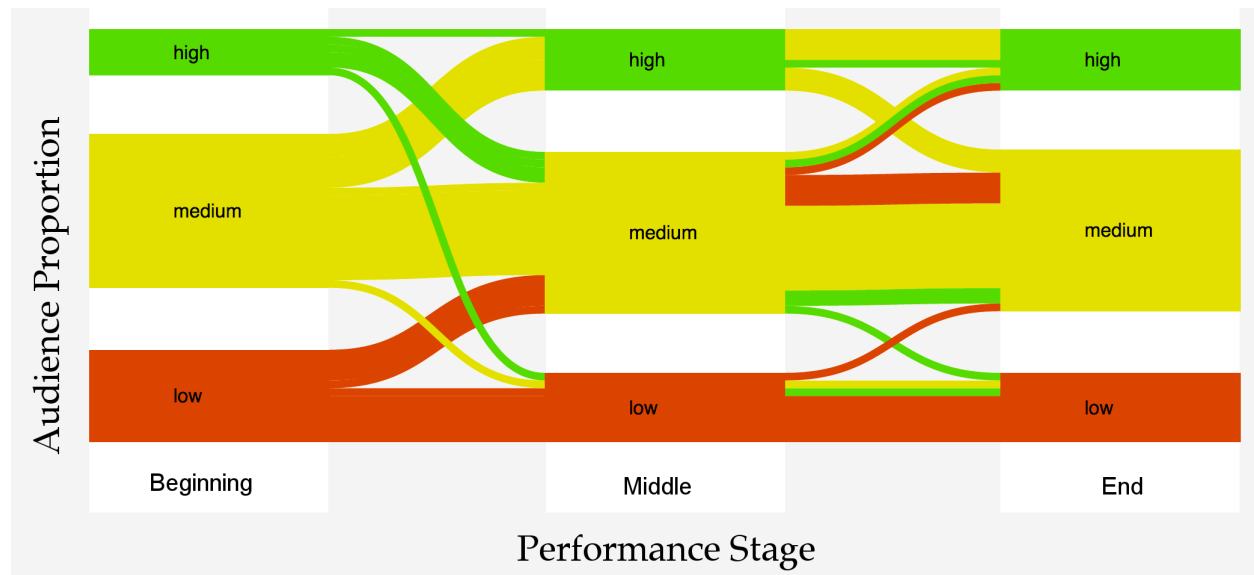 Audience Proportion
high
high
high
medium
medium
medium
low
low
low
Beginning
Middle
End
Performance Stage